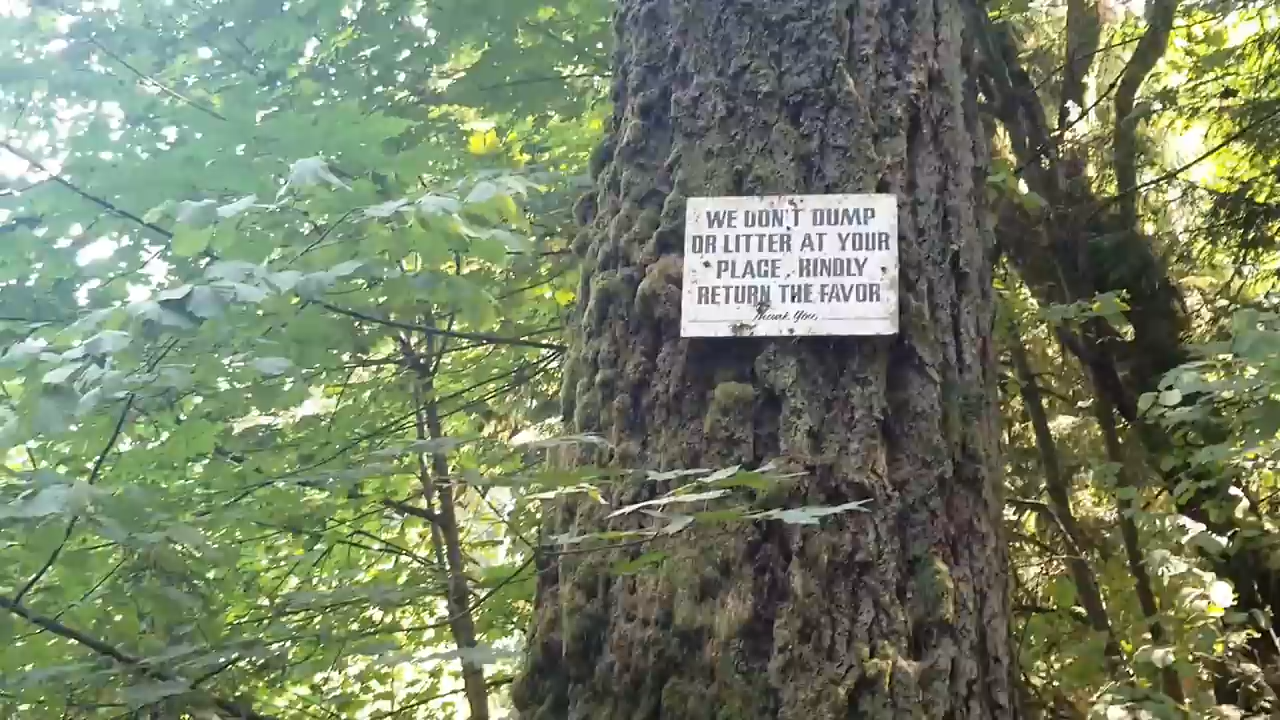 WE DON'T DUMP
OR LITTER AT YOUR
PLACE, KINDLY
RETURN THE FAVOR
Thank You,